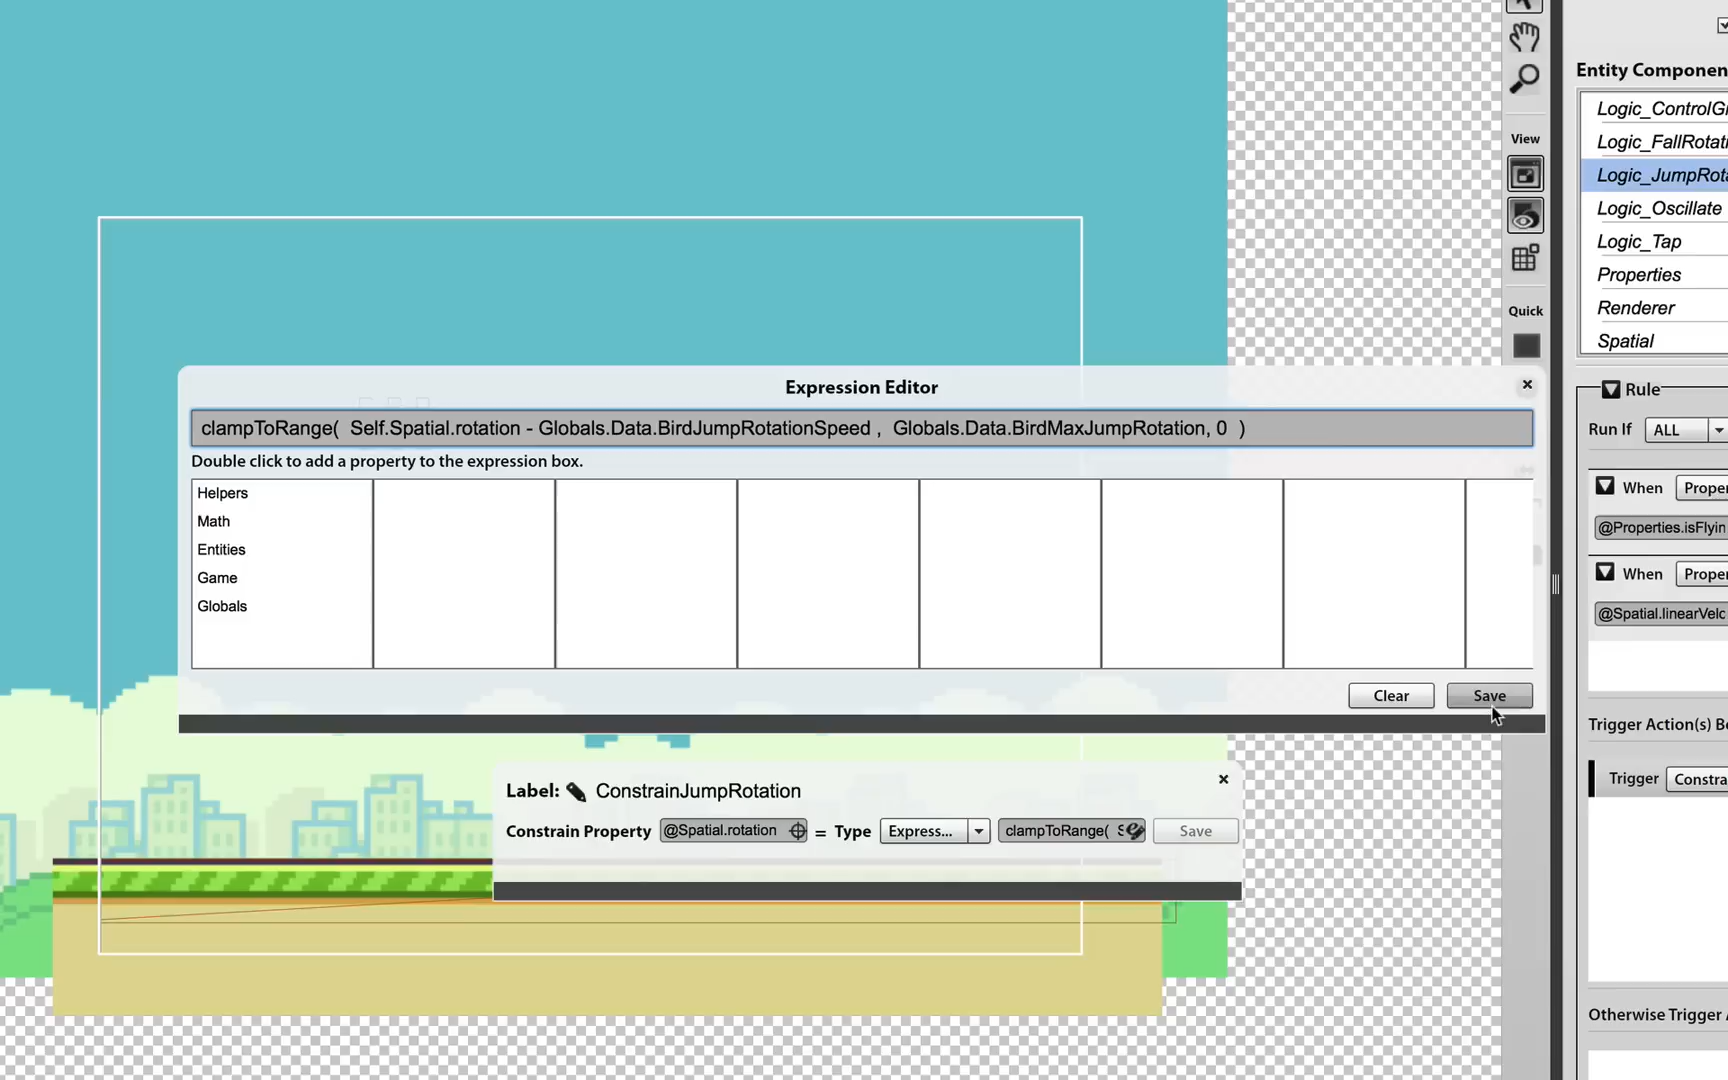 View
Quick
Entity Componen
Logic_ControlG
Logic_FallRotati
Logic_JumpRota
Logic_Oscillate
Logic_Tap
Properties
Renderer
Spatial
Rule
Run If ALL
When Proper
@Properties.isFlyin
When Proper
@Spatial.linearVelc
Trigger Action(s) B
Trigger Constra
Otherwise Trigger
Expression Editor
clampToRange( Self.Spatial.rotation - Globals.Data.BirdJumpRotationSpeed , Globals.Data.BirdMaxJumpRotation, 0 )
Double click to add a property to the expression box.
Helpers
Math
Entities
Game
Globals
Clear Save
Label: ConstrainJumpRotation
Constrain Property @Spatial.rotation = Type Express... clampToRange( S Save